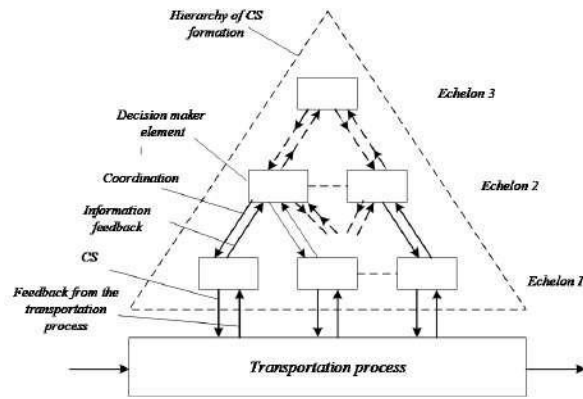 Hierarchy of CS
formation
Echelon 3
Decision maker
element
Coordination
Echelon 2
Information
feedback
CS
Echelon 1
Feedback from the
transportation
process
Transportation process